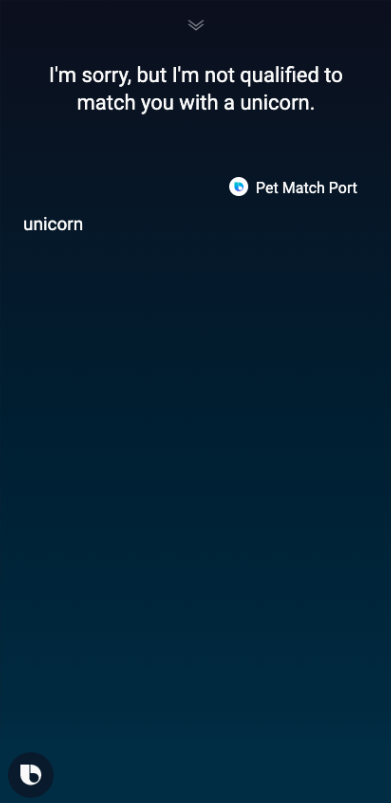 I'm sorry, but I'm not qualified to
match you with a unicorn.
Pet Match Port
unicorn